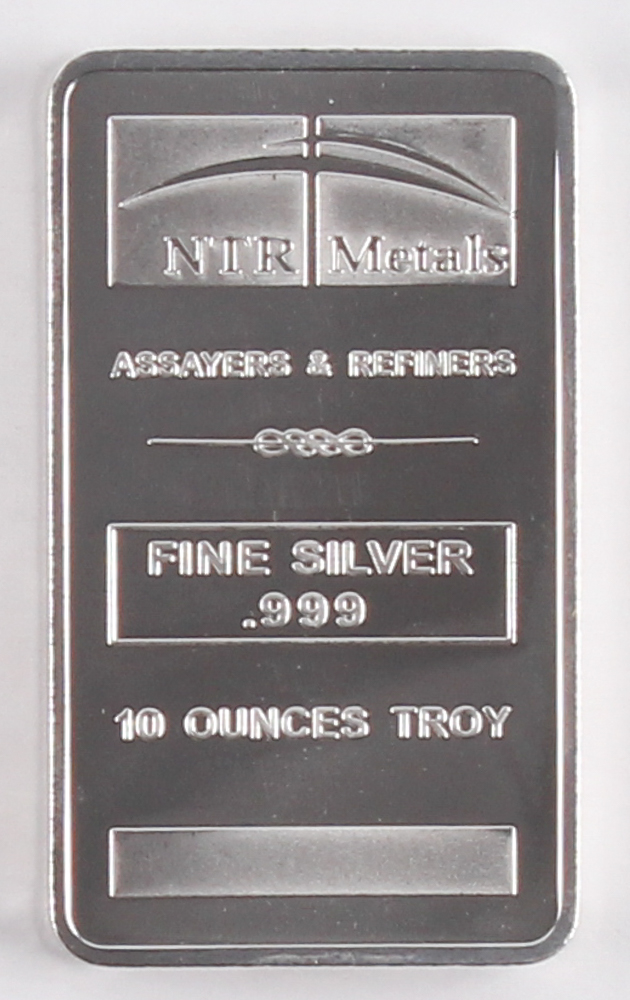 NTR Metals
ASSAYERS & REFINERS
FINE SILVER
.999
10 OUNCES TROY